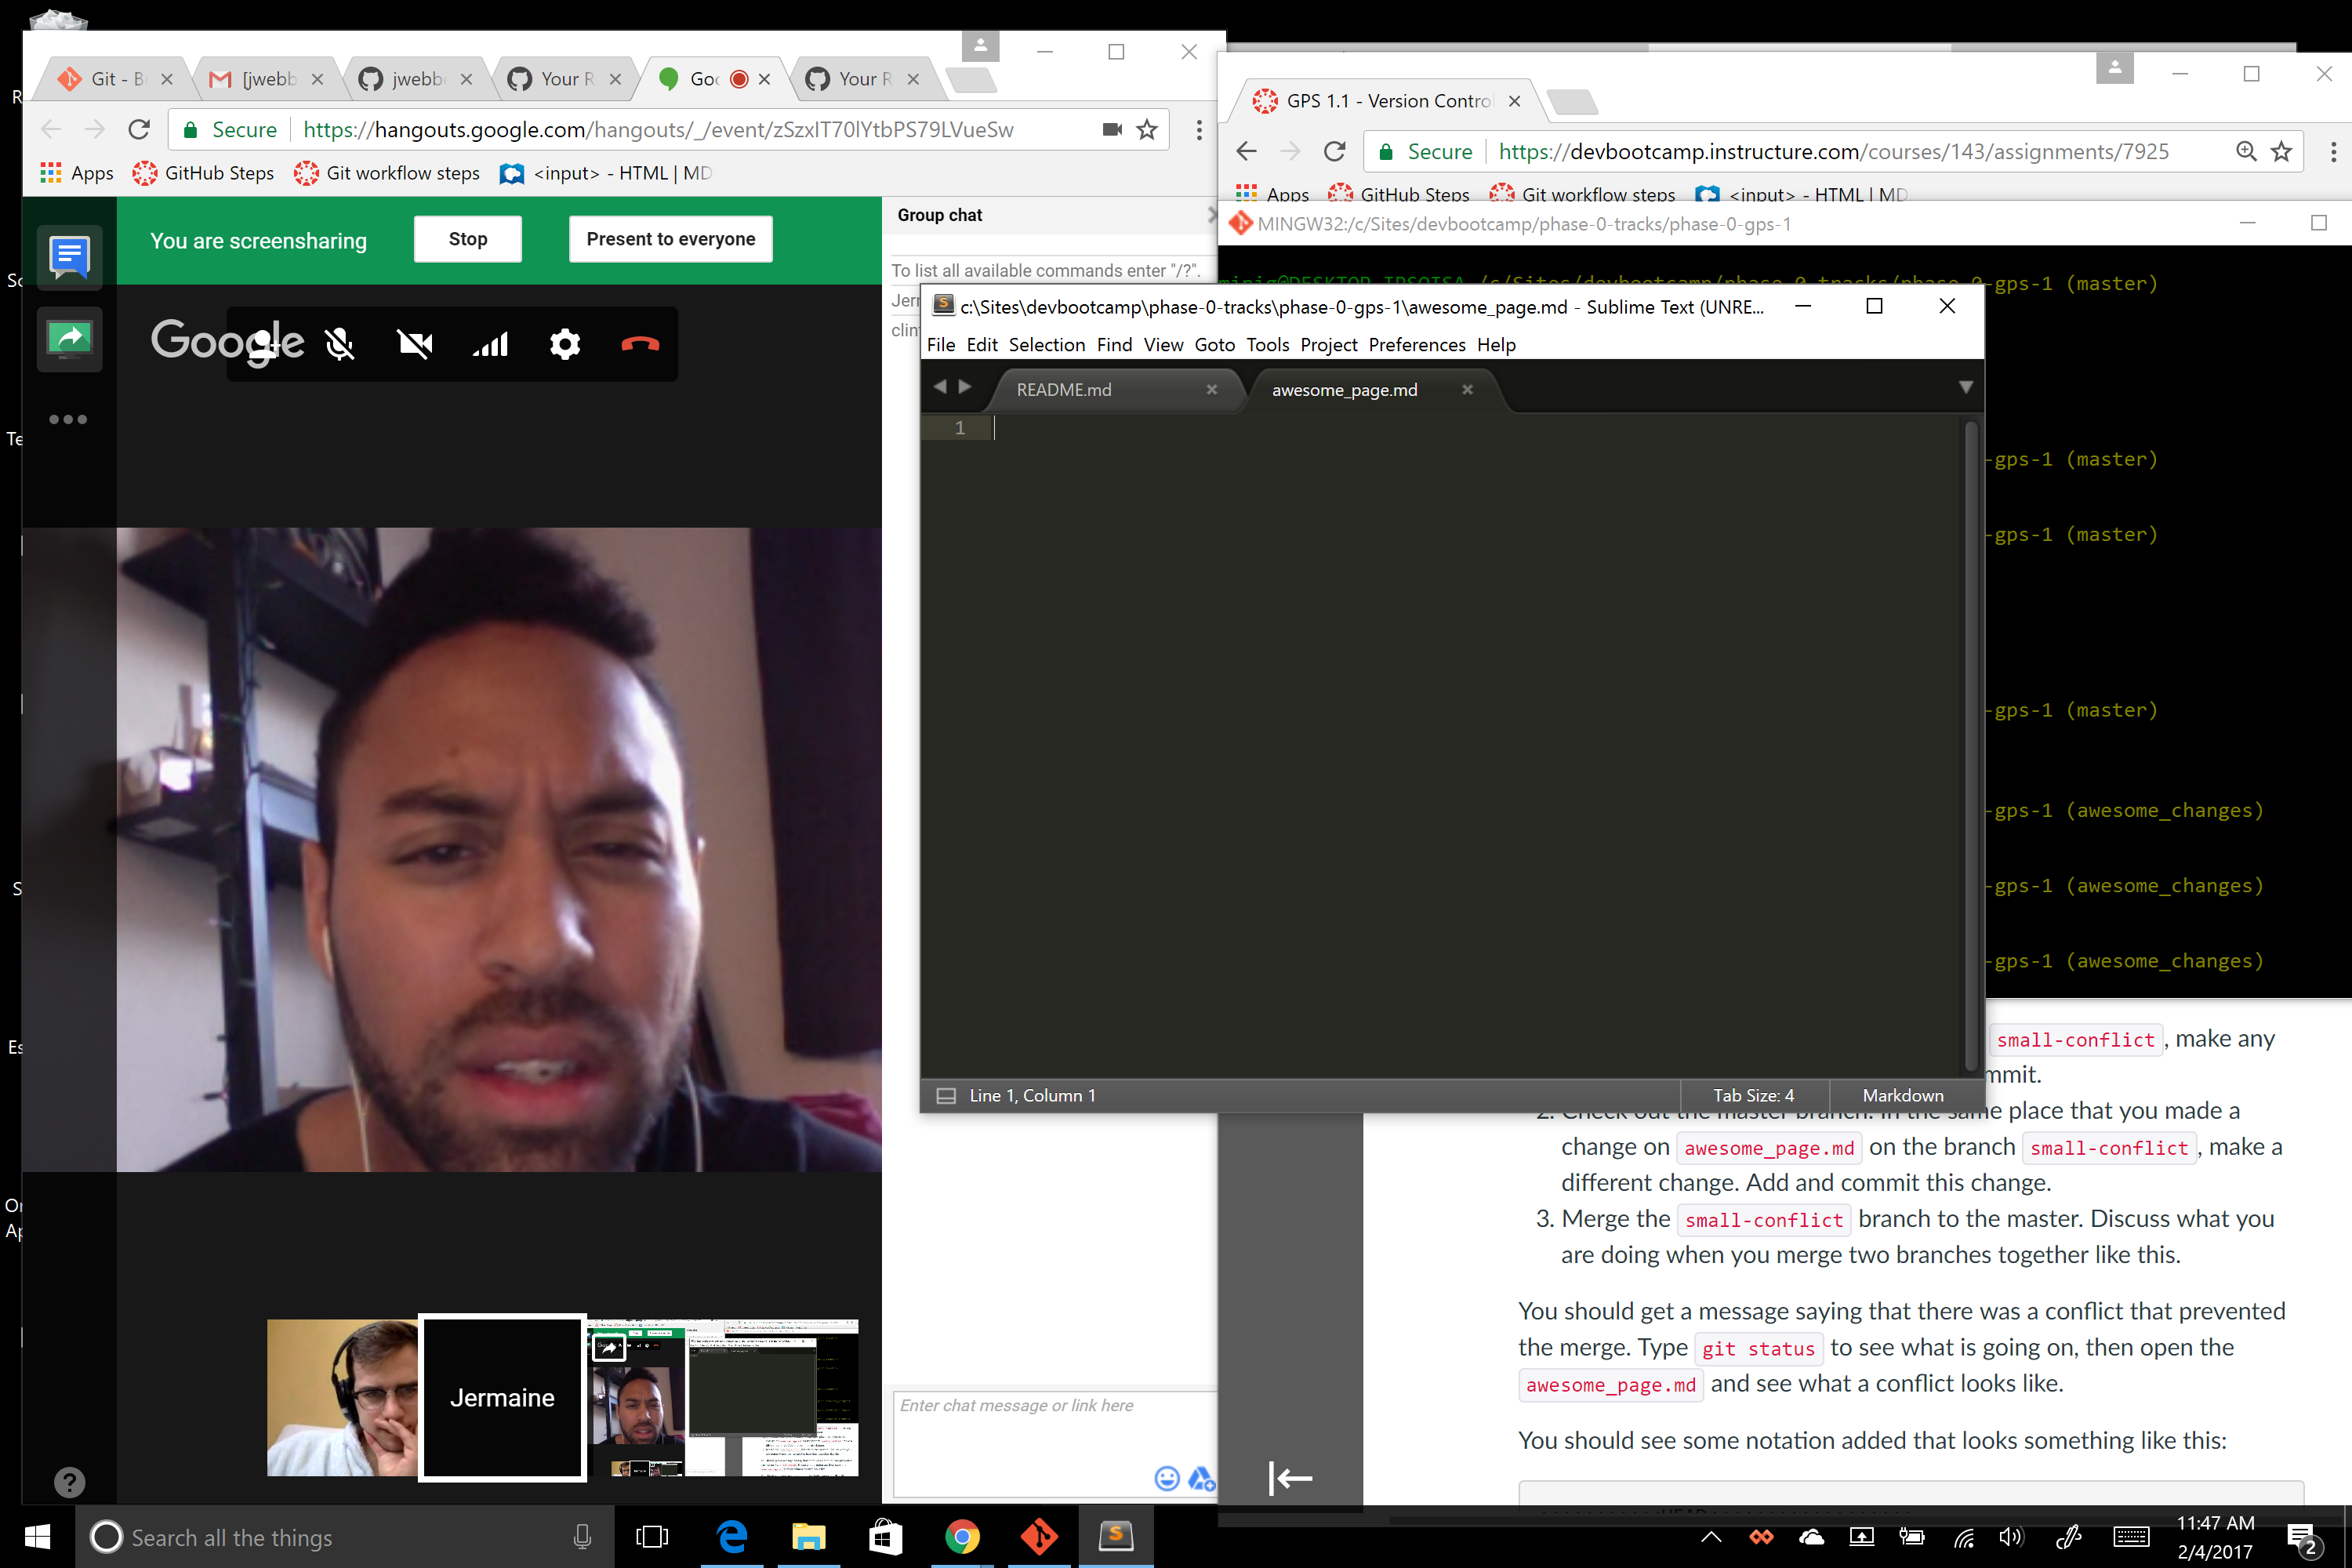 Git - B
[jwebb
jwebb
Your R
Goo
Your R
Secure
https://hangouts.google.com/hangouts/_/event/zSzxIT70lYtbPS79LVueSw
Apps
GitHub Steps
Git workflow steps
<input> - HTML | MD
You are screensharing
Stop
Present to everyone
Google
Group chat
To list all available commands enter "/?".
Jerm
clin
Jermaine
Enter chat message or link here
GPS 1.1 - Version Contro
Secure
https://devbootcamp.instructure.com/courses/143/assignments/7925
Apps
GitHub Steps
Git workflow steps
<input> - HTML | MD
MINGW32:/c/Sites/devbootcamp/phase-0-tracks/phase-0-gps-1
-gps-1 (master)
c:\Sites\devbootcamp\phase-0-tracks\phase-0-gps-1\awesome_page.md - Sublime Text (UNRE...
File Edit Selection Find View Goto Tools Project Preferences Help
README.md
awesome_page.md
1
Line 1, Column 1
Tab Size: 4
Markdown
-gps-1 (master)
-gps-1 (master)
-gps-1 (master)
-gps-1 (awesome_changes)
-gps-1 (awesome_changes)
-gps-1 (awesome_changes)
small-conflict, make any
mmit.
2. Check out the master branch. In the same place that you made a
change on awesome_page.md on the branch small-conflict, make a
different change. Add and commit this change.
3. Merge the small-conflict branch to the master. Discuss what you
are doing when you merge two branches together like this.
You should get a message saying that there was a conflict that prevented
the merge. Type git status to see what is going on, then open the
awesome_page.md and see what a conflict looks like.
You should see some notation added that looks something like this:
Search all the things
11:47 AM
2/4/2017
2